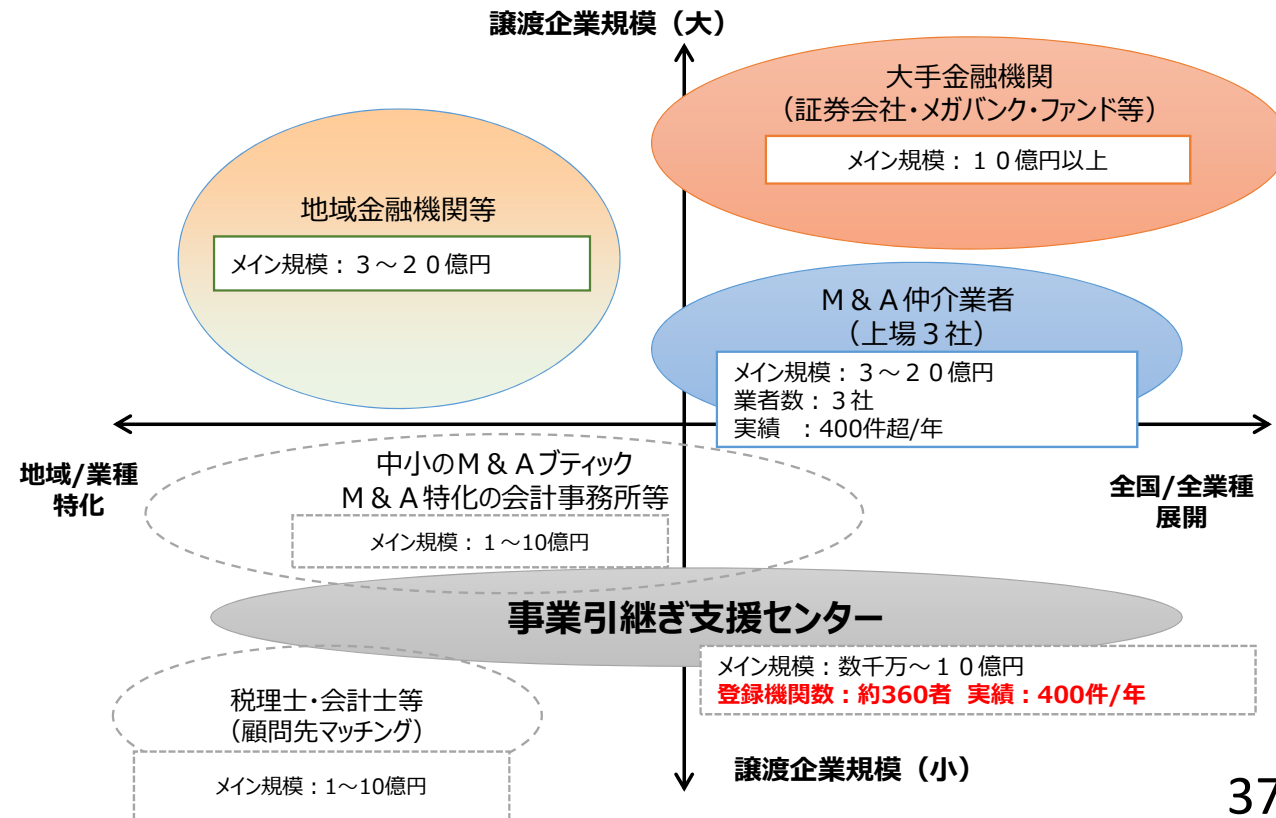 譲渡企業規模（大）
大手金融機関
（証券会社・メガバンク・ファンド等）
メイン規模：１０億円以上
地域金融機関等
メイン規模：３～２０億円
Ｍ＆Ａ仲介業者
（上場３社）
メイン規模：３～２０億円
業者数：３社
実績　：400件超/年
地域/業種
特化
全国/全業種
展開
中小のＭ＆Ａブティック
Ｍ＆Ａ特化の会計事務所等
メイン規模：１～10億円
事業引継ぎ支援センター
メイン規模：数千万～１０億円
登録機関数：約360者 実績：400件/年
税理士・会計士等
（顧問先マッチング）
メイン規模：1～10億円
譲渡企業規模（小）
37